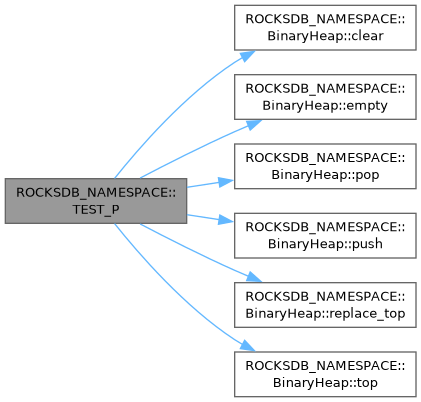 ROCKSDB_NAMESPACE::
BinaryHeap::clear
ROCKSDB_NAMESPACE::
BinaryHeap::empty
ROCKSDB_NAMESPACE::
BinaryHeap::pop
ROCKSDB_NAMESPACE::
TEST_P
ROCKSDB_NAMESPACE::
BinaryHeap::push
ROCKSDB_NAMESPACE::
BinaryHeap::replace_top
ROCKSDB_NAMESPACE::
BinaryHeap::top